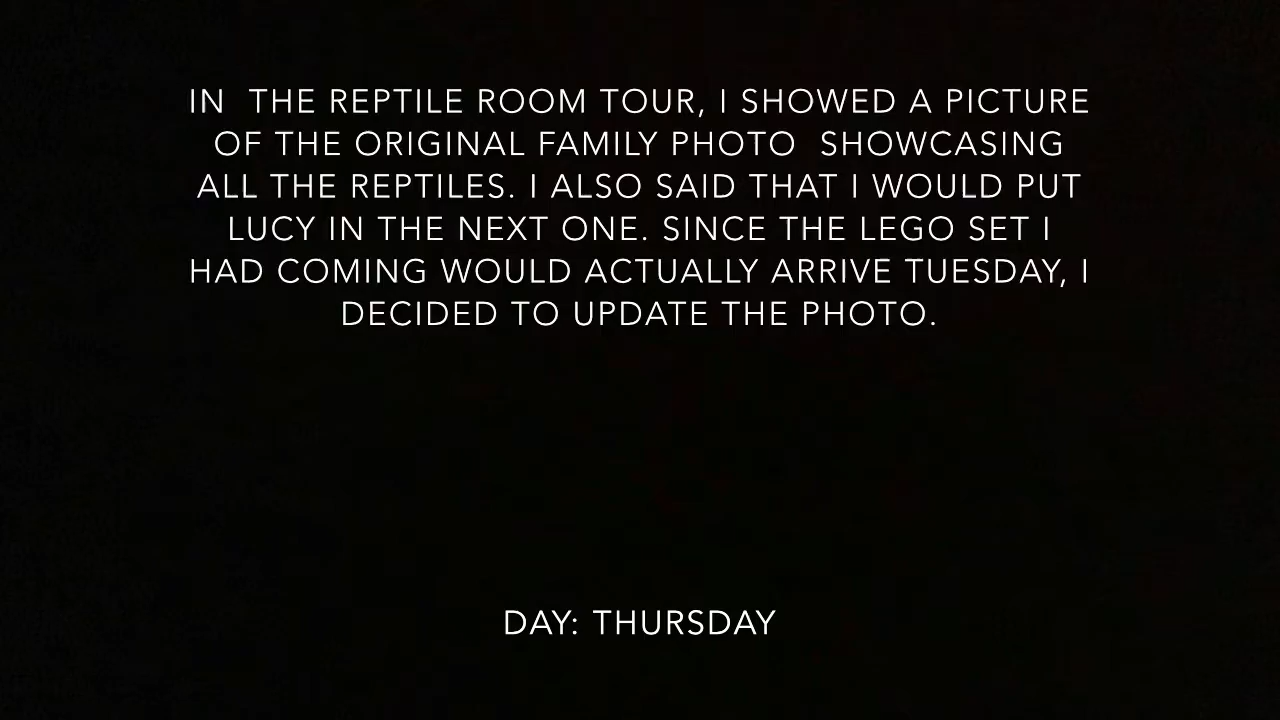 IN  THE REPTILE ROOM TOUR, I SHOWED A PICTURE
OF THE ORIGINAL FAMILY PHOTO  SHOWCASING
ALL THE REPTILES. I ALSO SAID THAT I WOULD PUT
LUCY IN THE NEXT ONE. SINCE THE LEGO SET I
HAD COMING WOULD ACTUALLY ARRIVE TUESDAY, I
DECIDED TO UPDATE THE PHOTO.
DAY: THURSDAY